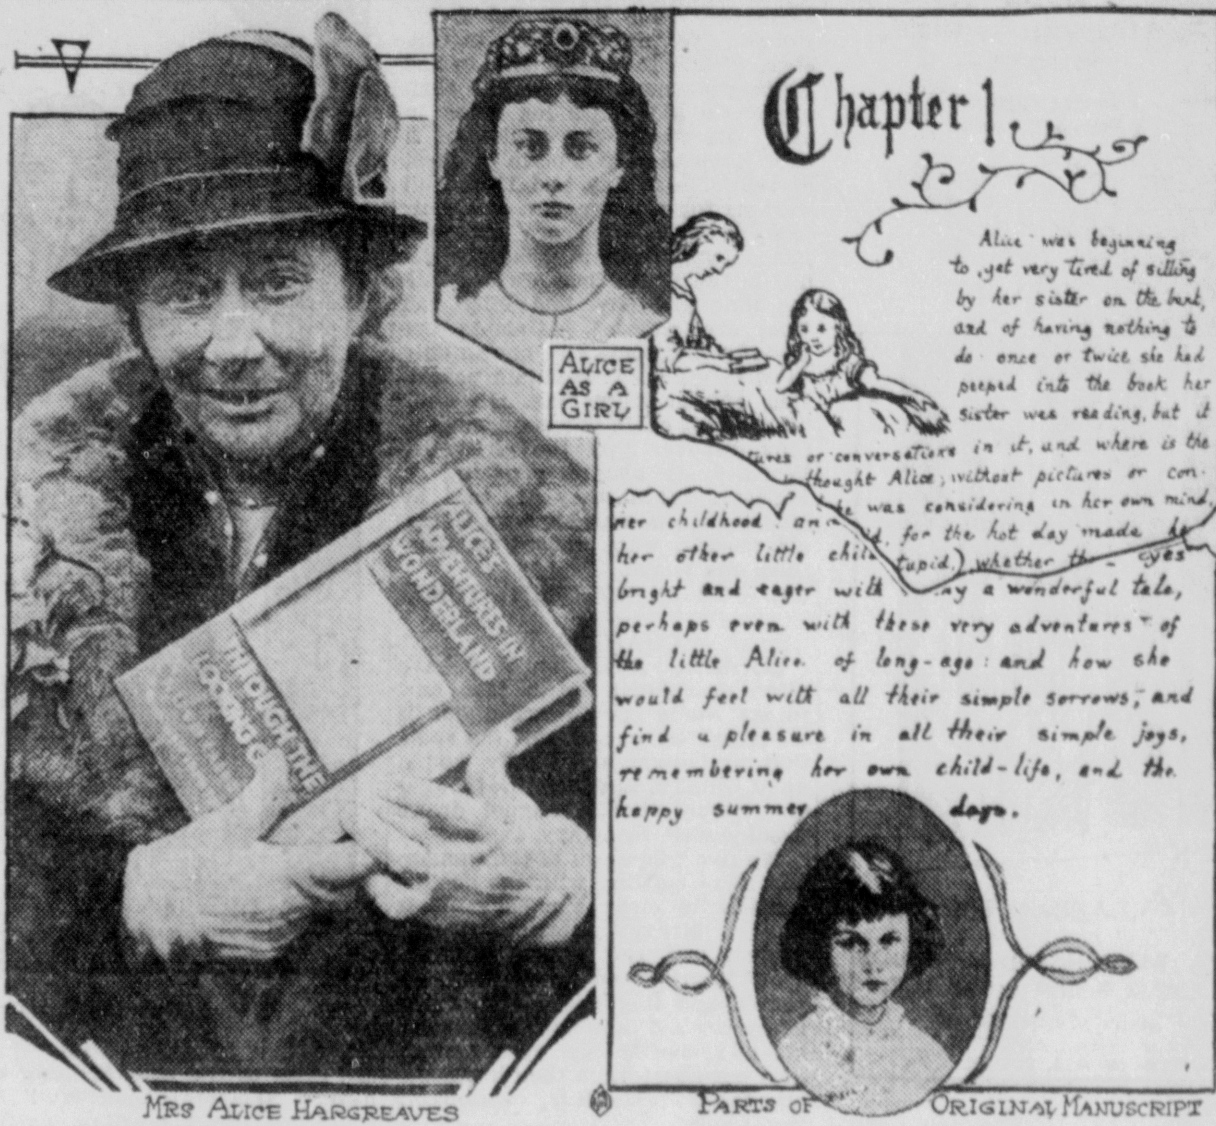 ALICE
AS A
GIRL
ALICE'S
ADVENTURES IN
WONDERLAND
THROUGH THE
LOOKING G
MRS ALICE HARGREAVES
Chapter 1
Alice was beginning
to get very tired of sitting
by her sister on the bank,
and of having nothing to
do once or twice she had
peeped into the book her
sister was reading, but it
tures or conversations in it, and where is the
thought Alice, without pictures or con-
he was considering in her own mind,
d, for the hot day made he
tupid,) whether the
her childhood: and
her other little child eyes
bright and eager with ny a wonderful tale,
perhaps even with these very adventures of
the little Alice of long-ago: and how she
would feel with all their simple sorrows, and
find a pleasure in all their simple joys,
remembering her own child-life, and the
happy summer days.
PARTS OF ORIGINAL MANUSCRIPT